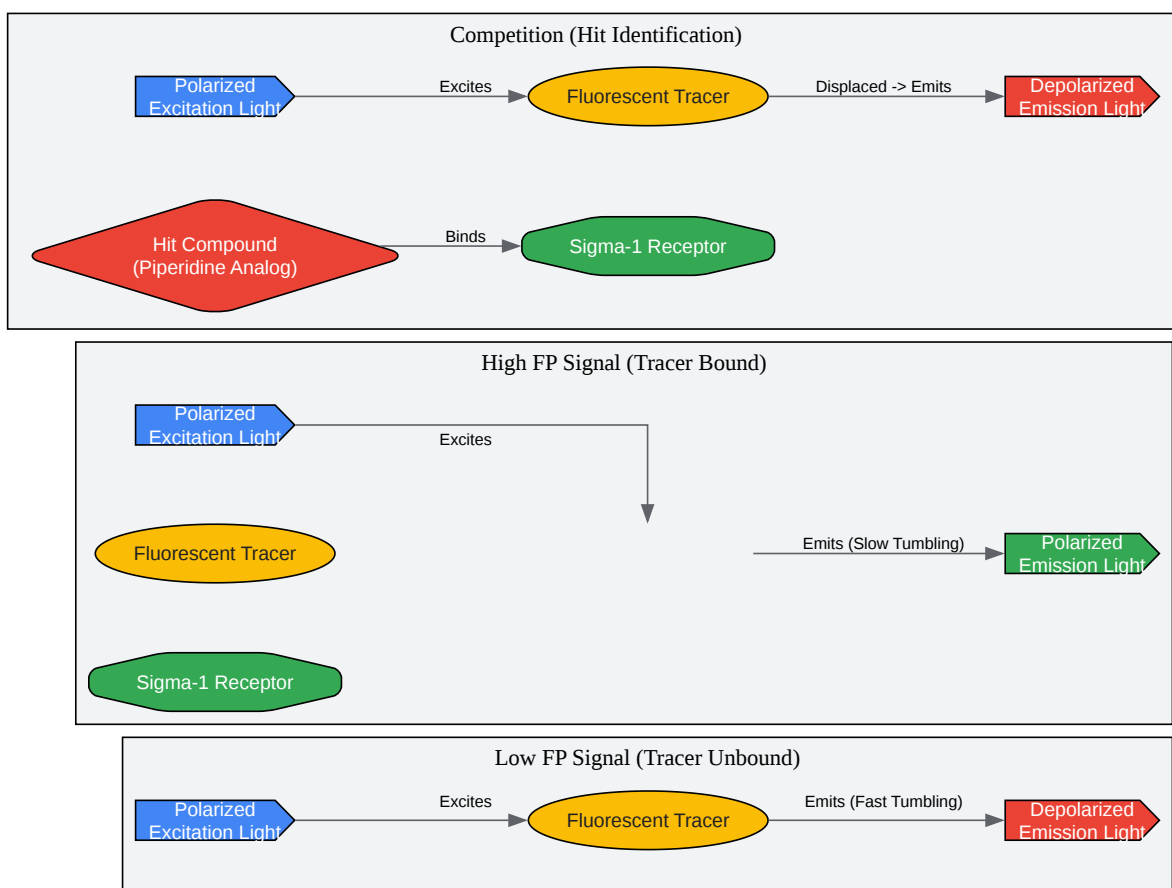 Competition (Hit Identification)
Polarized
Excitation Light
Excites
Fluorescent Tracer
Displaced -> Emits
Depolarized
Emission Light
Hit Compound
(Piperidine Analog)
Binds
Sigma-1 Receptor
High FP Signal (Tracer Bound)
Polarized
Excitation Light
Excites
Fluorescent Tracer
Emits (Slow Tumbling)
Polarized
Emission Light
Sigma-1 Receptor
Low FP Signal (Tracer Unbound)
Polarized
Excitation Light
Excites
Fluorescent Tracer
Emits (Fast Tumbling)
Depolarized
Emission Light